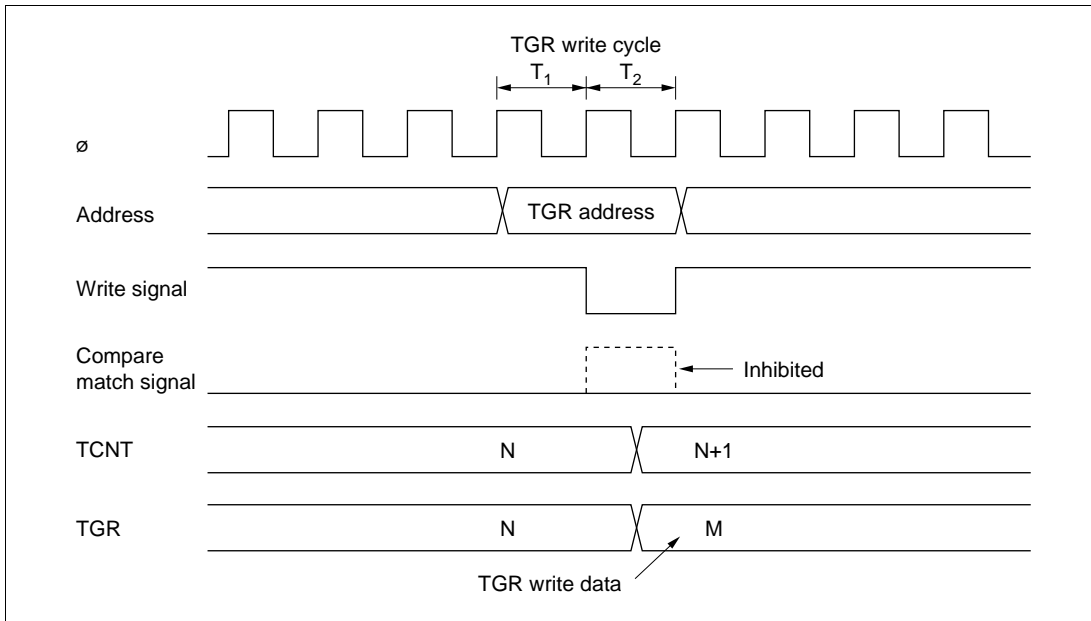 TGR write cycle
T1 T2
ø
Address TGR address
Write signal
Compare
match signal Inhibited
TCNT N N+1
TGR N M
TGR write data